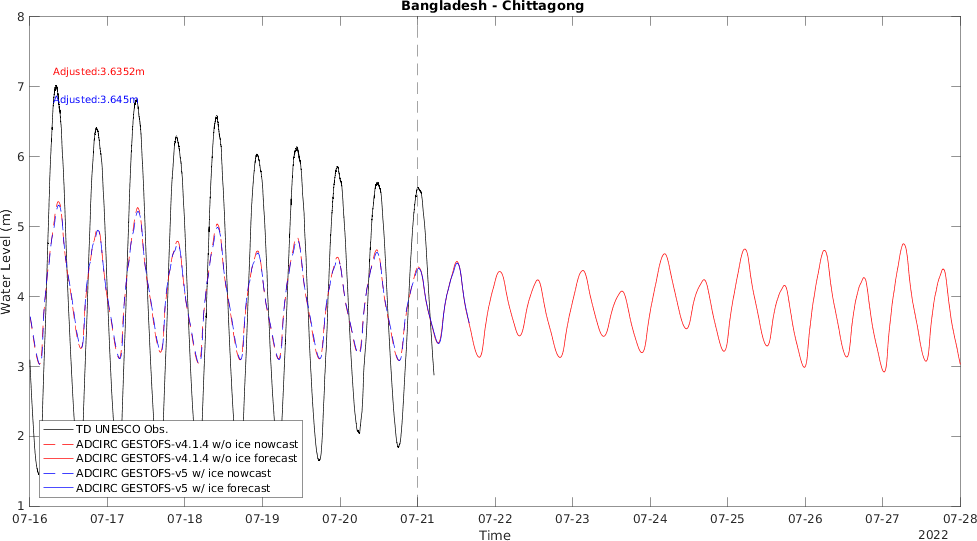 Bangladesh - Chittagong
8
7
6
5
4
3
2
1
Water Level (m)
Adjusted:3.6352m
Adjusted:3.645m
TD UNESCO Obs.
ADCIRC GESTOFS-v4.1.4 w/o ice nowcast
ADCIRC GESTOFS-v4.1.4 w/o ice forecast
ADCIRC GESTOFS-v5 w/ ice nowcast
ADCIRC GESTOFS-v5 w/ ice forecast
07-16 07-17 07-18 07-19 07-20 07-21 07-22 07-23 07-24 07-25 07-26 07-27 07-28
Time
2022